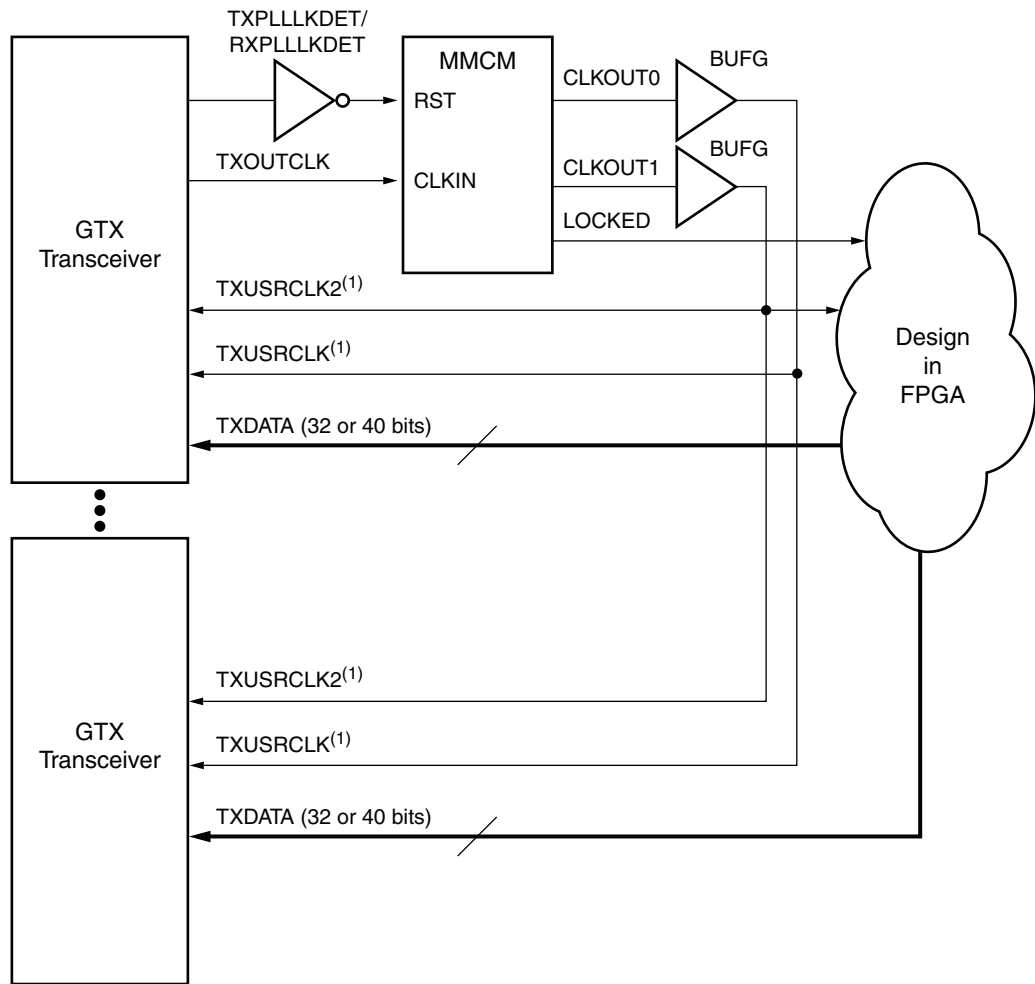 TXPLLLKDET/
RXPLLLKDET
MMCM
BUFG
CLKOUT0
RST
BUFG
TXOUTCLK
CLKIN
CLKOUT1
LOCKED
GTX
Transceiver
TXUSRCLK2(1)
TXUSRCLK(1)
Design
in
FPGA
TXDATA (32 or 40 bits)
TXUSRCLK2(1)
GTX
Transceiver
TXUSRCLK(1)
TXDATA (32 or 40 bits)